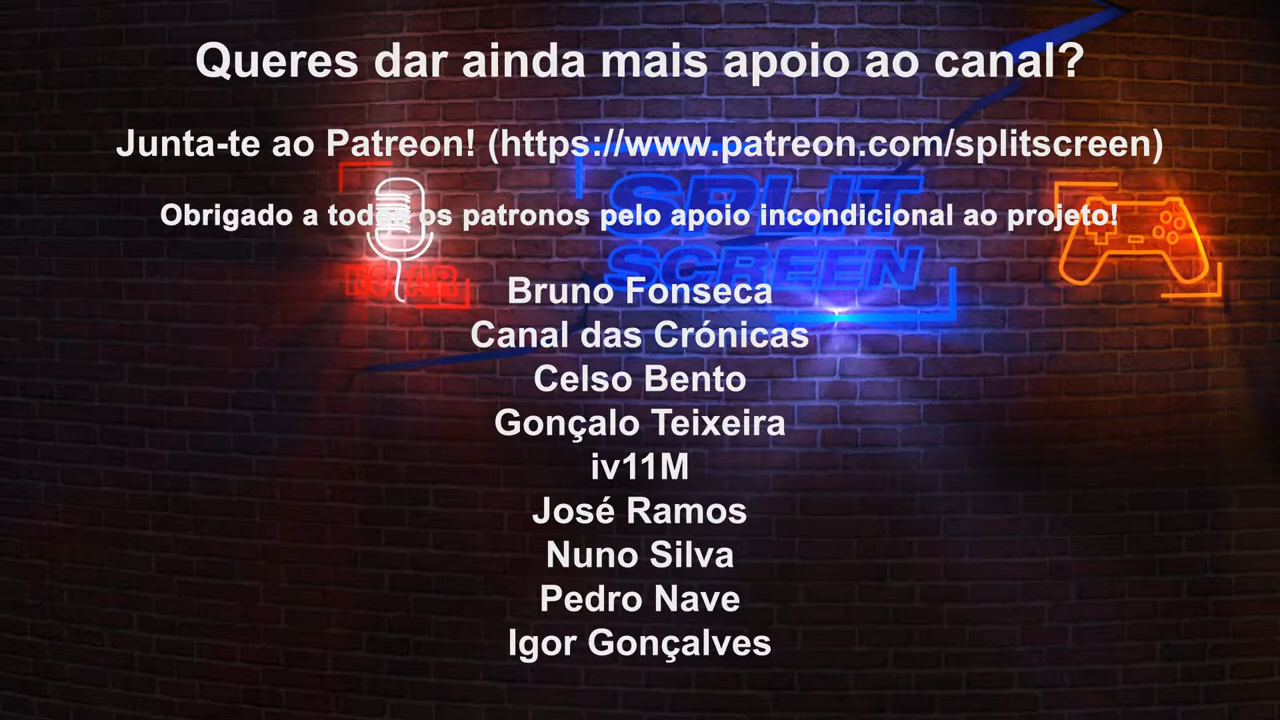 Queres dar ainda mais apoio ao canal?
Junta-te ao Patreon! (https://www.patreon.com/splitscreen)
Obrigado a todos os patronos pelo apoio incondicional ao projeto!
SPLIT
SCREEN
Bruno Fonseca
Canal das Crónicas
Celso Bento
Gonçalo Teixeira
iv11M
José Ramos
Nuno Silva
Pedro Nave
Igor Gonçalves